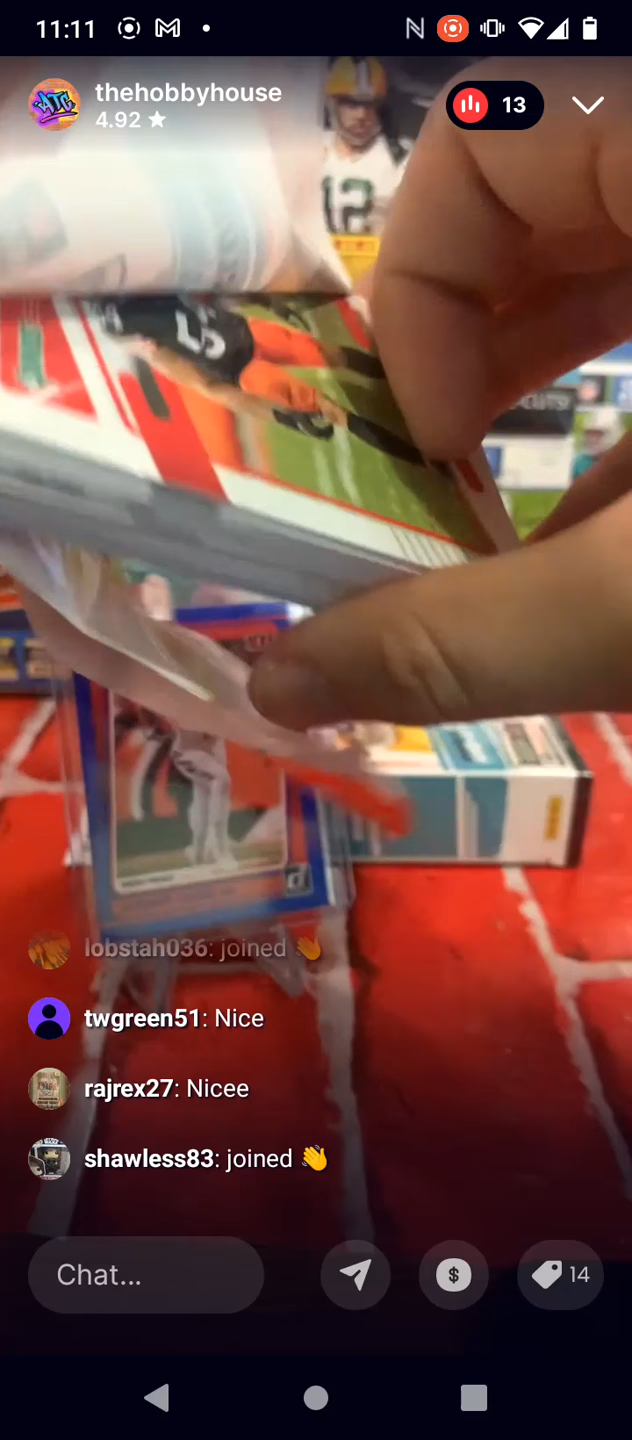 11:11
thehobbyhouse
4.92 ★
13
12
lobstah036: joined 👋
twgreen51: Nice
rajrex27: Nicee
shawless83: joined 👋
Chat...
$
14